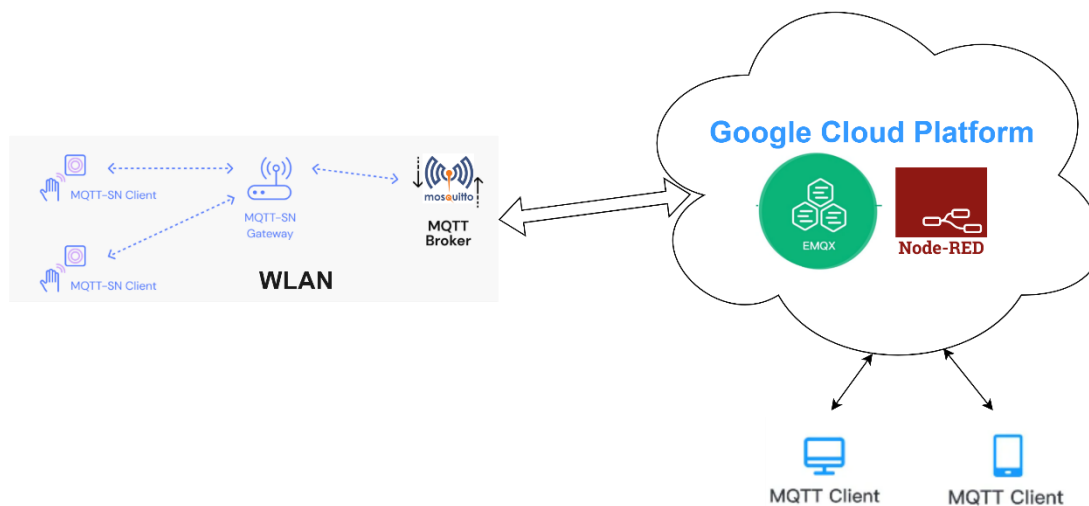 Google Cloud Platform
EMQX
Node-RED
MQTT-SN Client
MQTT-SN
Gateway
mosquitto
MQTT
Broker
MQTT-SN Client
WLAN
MQTT Client
MQTT Client